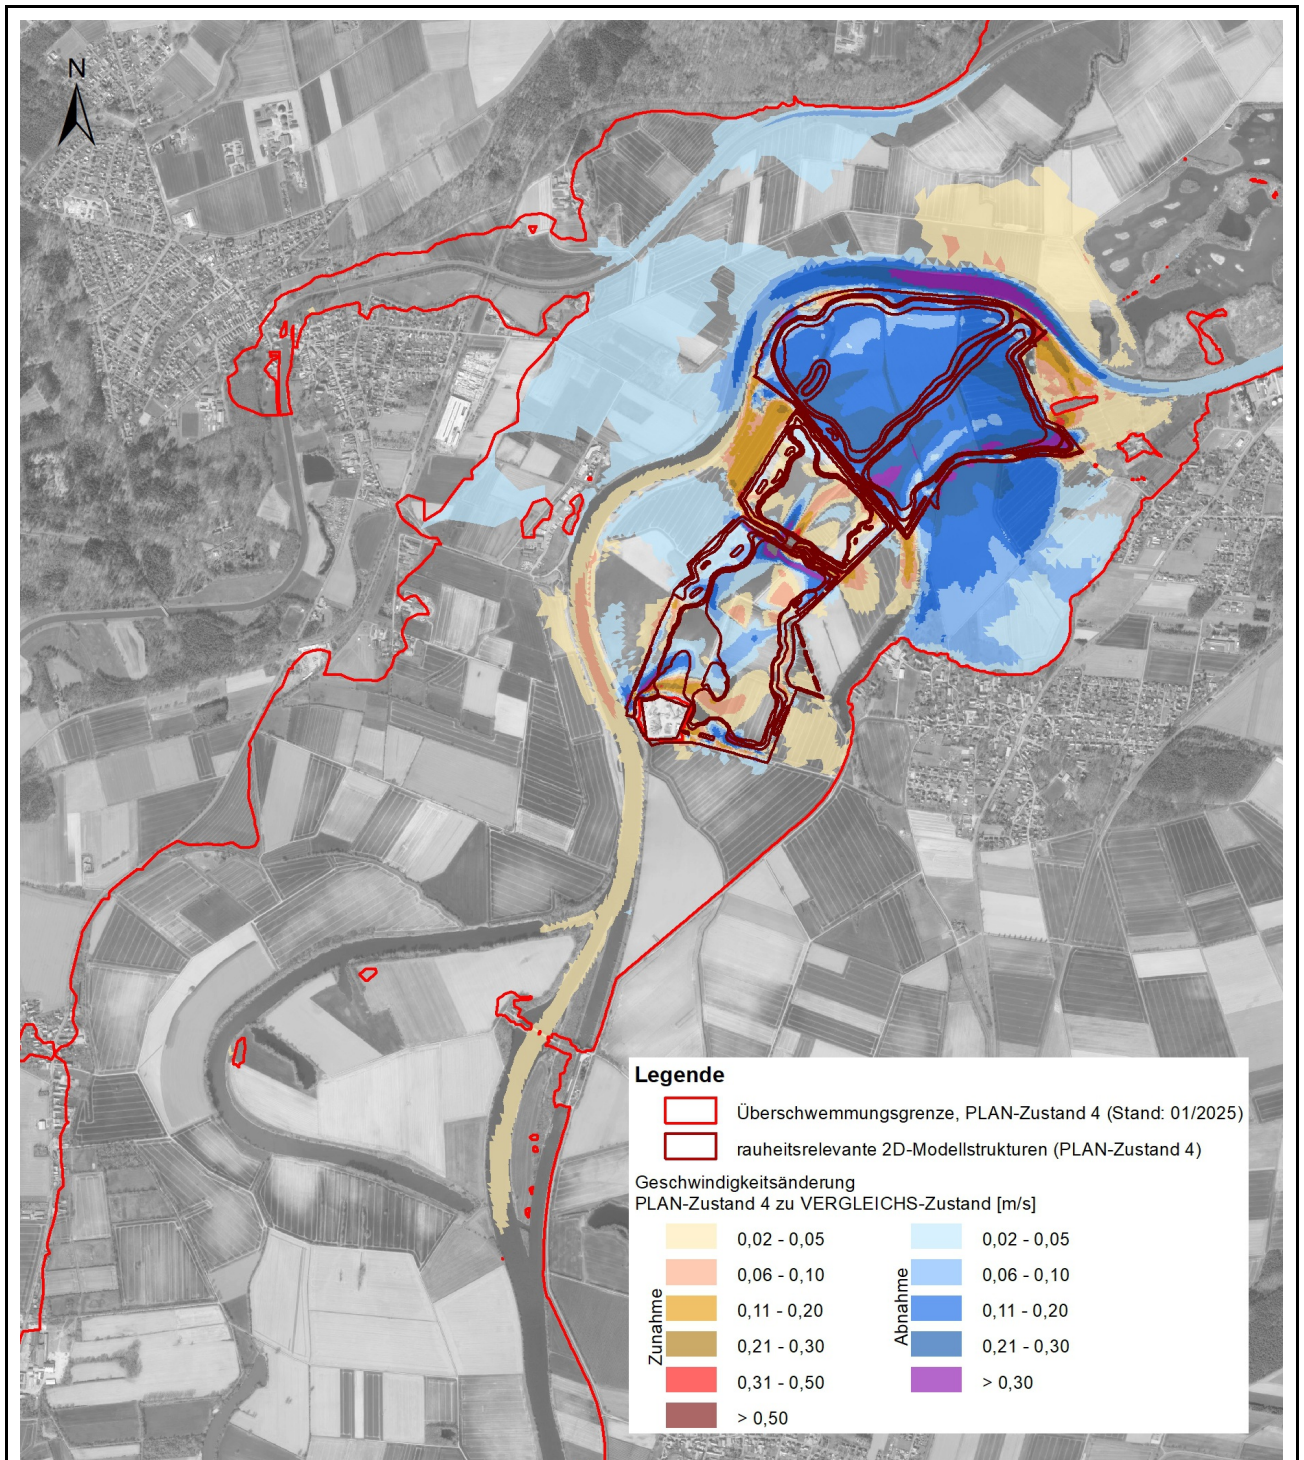 N
Legende
Überschwemmungsgrenze, PLAN-Zustand 4 (Stand: 01/2025)
rauheitsrelevante 2D-Modellstrukturen (PLAN-Zustand 4)
Geschwindigkeitsänderung
PLAN-Zustand 4 zu VERGLEICHS-Zustand [m/s]
Zunahme
0,02 - 0,05
0,06 - 0,10
0,11 - 0,20
0,21 - 0,30
0,31 - 0,50
> 0,50
Abnahme
0,02 - 0,05
0,06 - 0,10
0,11 - 0,20
0,21 - 0,30
> 0,30